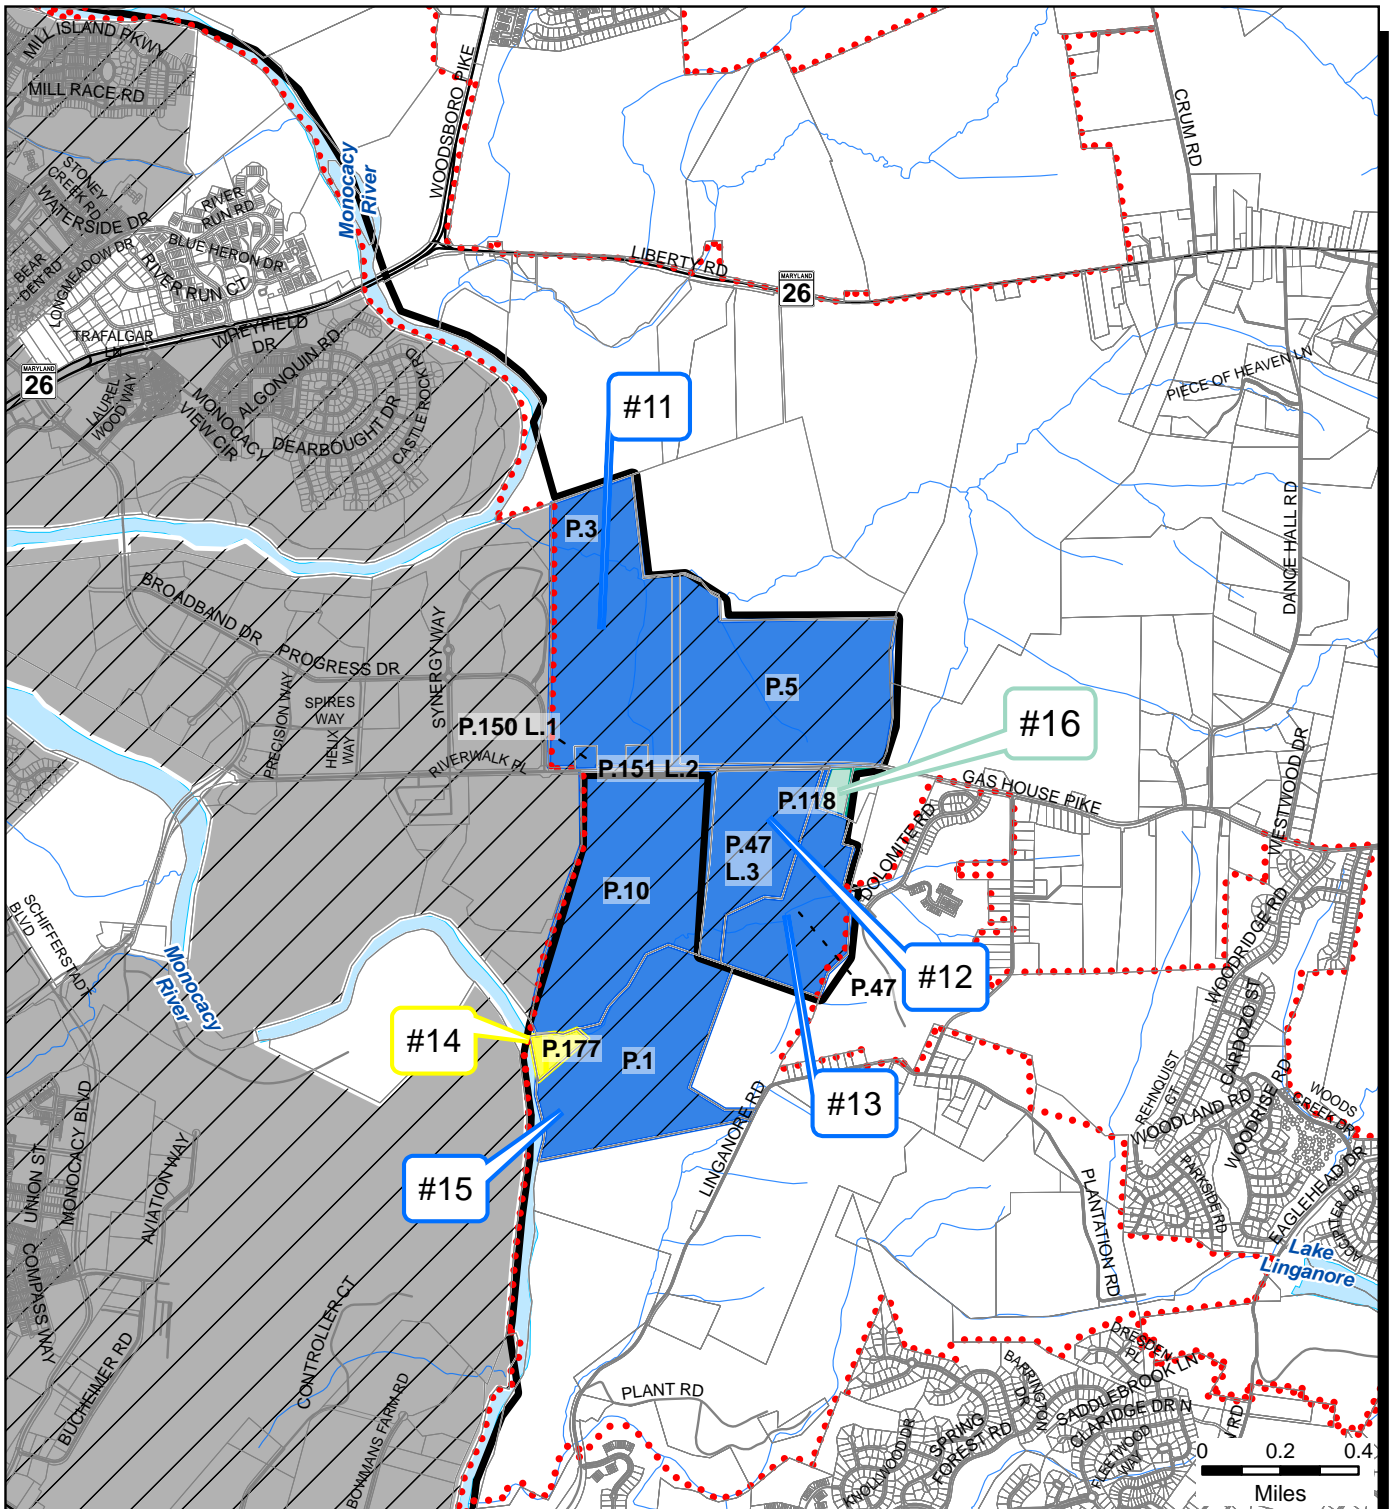 MILL ISLAND PKWY
MILL RACE RD
WOODSBORO PIKE
CRUM RD
STONEY
CREEK RD
WATERSIDE DR
RIVER
RUN RD
Monocacy
River
BLUE HERON DR
BEAR
DEN RD
LONGMEADOW DR
RIVER RUN CT
LIBERTY RD
MARYLAND
26
TRAFALGAR
LN
WHEYFIELD
DR
MARYLAND
26
ALGONQUIN RD
CASTLE ROCK RD
LAUREL
WOOD WAY
MONOCACY
VIEW CIR
DEARBOUGHT DR
PIECE OF HEAVEN LN
#11
P.3
DANCE HALL RD
BROADBAND DR
PROGRESS DR
SYNERGY WAY
P.5
PRECISION WAY
SPIRES
WAY
HELIX
WAY
P.150 L.1
#16
RIVERWALK PL
P.151 L.2
GAS HOUSE PIKE
WESTWOOD DR
P.118
DOLOMITE RD
P.47
L.3
P.10
SCHIFFERSTADT
BLVD
WOODRIDGE RD
Monocacy
River
#12
P.47
CARDOZO ST
#14
P.177
P.1
REHNQUIST
CT
WOODLAND RD
WOODRISE RD
WOODS
CREEK DR
#13
LINGANORE RD
UNION ST
MONOCACY BLVD
AVIATION WAY
#15
PARKSIDE RD
EAGLEHEAD DR
ACCIPITER DR
PLANTATION RD
Lake
Linganore
COMPASS WAY
BUCHEIMER RD
CONTROLLER CT
BOWMANS FARM RD
PLANT RD
DRESDEN
PL
BARRINGTON
DR
SADDLEBROOK LN
CLARIDGE DR N
SPRING
FOREST RD
KNOLLWOOD DR
FLEETWOOD
WAY
RD
0 0.2 0.4
Miles